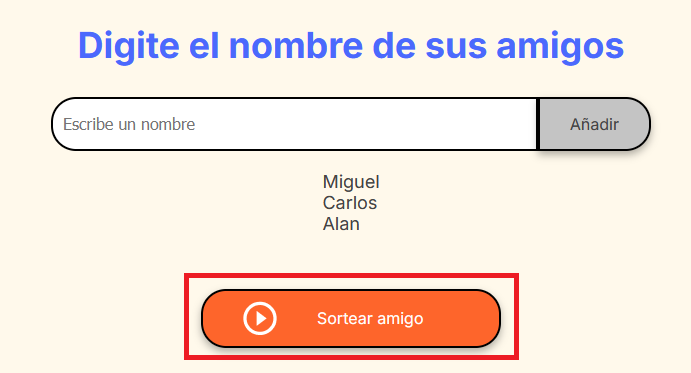 Digite el nombre de sus amigos
Escribe un nombre
Añadir
Miguel
Carlos
Alan
Sortear amigo